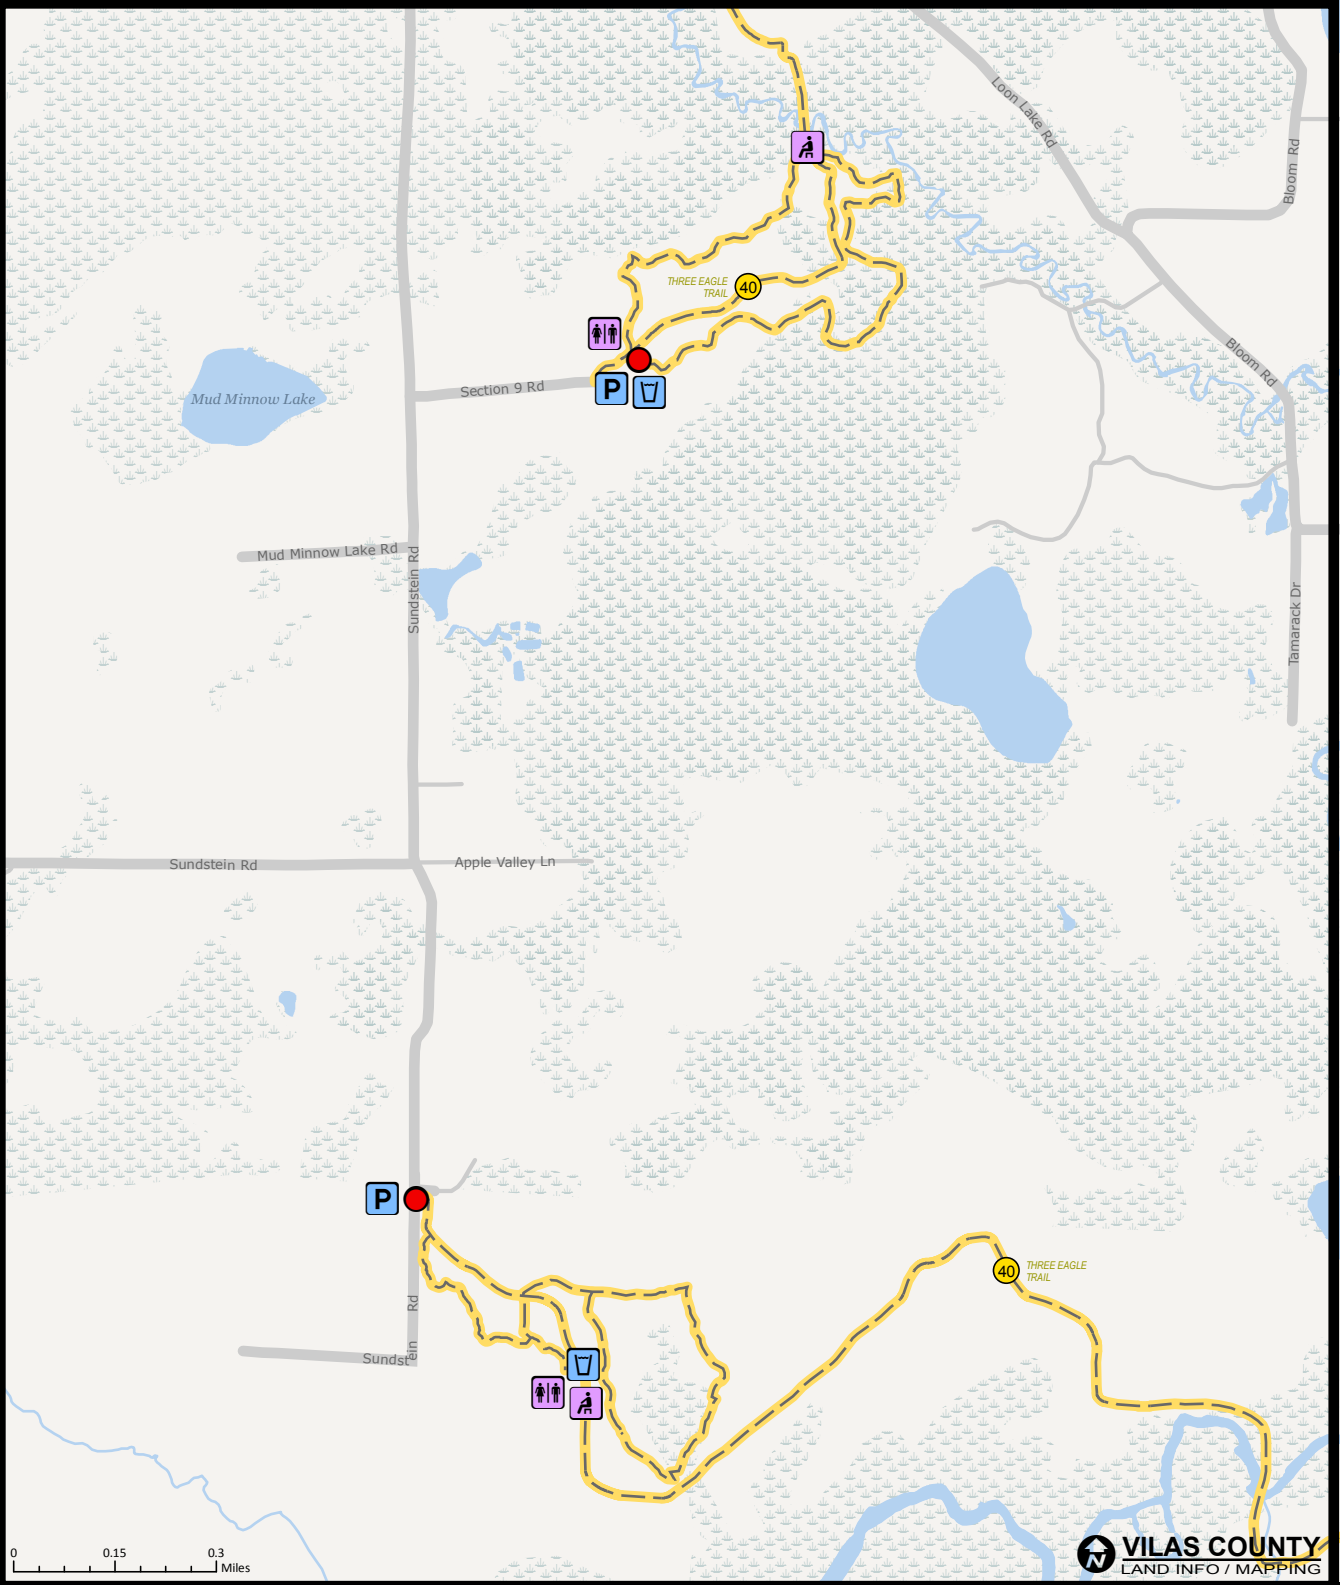 Loon Lake Rd
Bloom Rd
THREE EAGLE
TRAIL
40
P
Section 9 Rd
Mud Minnow Lake
Bloom Rd
Mud Minnow Lake Rd
Sundstein Rd
Tamarack Dr
Sundstein Rd
Apple Valley Ln
P
40
THREE EAGLE
TRAIL
Sundstein Rd
0 0.15 0.3
Miles
N
VILAS COUNTY
LAND INFO / MAPPING